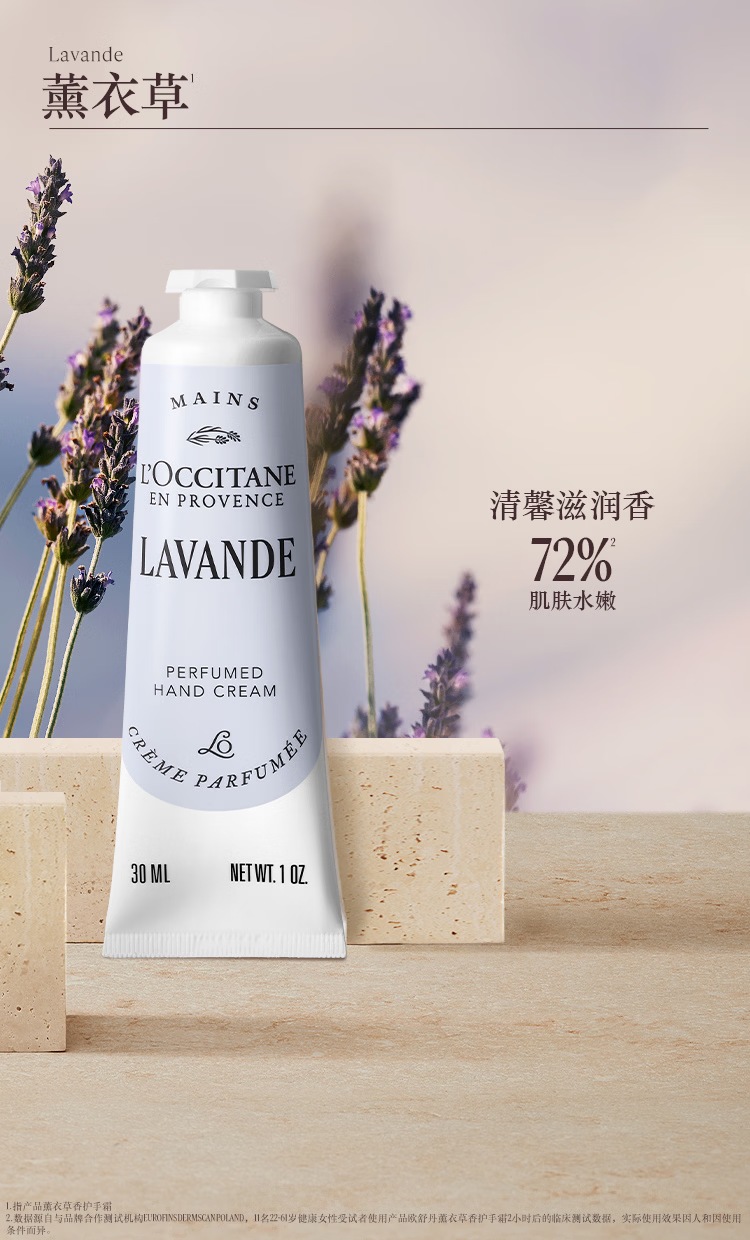 Lavande
薰衣草1
MAINS
L'OCCITANE
EN PROVENCE
LAVANDE
PERFUMED
HAND CREAM
LO
CRÈME PARFUMÉE
30 ML NET WT. 1 OZ.
清馨滋润香
72%2
肌肤水嫩
1.指产品薰衣草香护手霜
2.数据源自与品牌合作测试机构EUROFINSDERMSCANPOLAND，11名22-61岁健康女性受试者使用产品欧舒丹薰衣草香护手霜2小时后的临床测试数据，实际使用效果因人和因使用
条件而异。